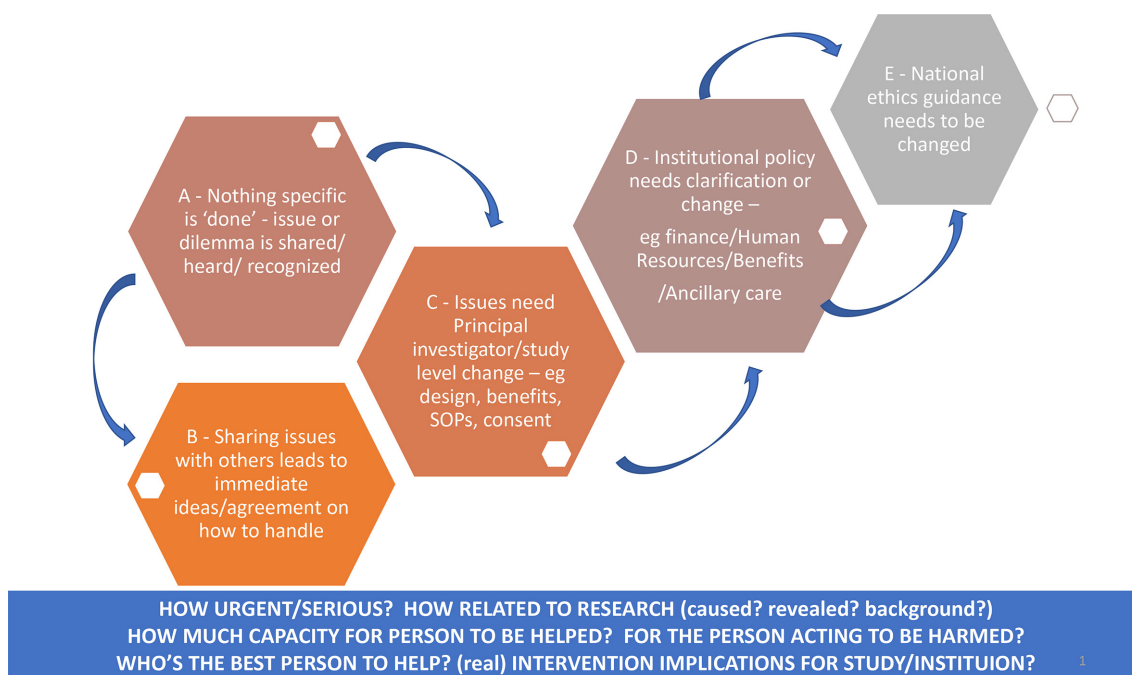 A - Nothing specific
is ‘done’ - issue or
dilemma is shared/
heard/ recognized
B - Sharing issues
with others leads to
immediate
ideas/agreement on
how to handle
C - Issues need
Principal
investigator/study
level change – eg
design, benefits,
SOPs, consent
D - Institutional policy
needs clarification or
change –
eg finance/Human
Resources/Benefits
/Ancillary care
E - National
ethics guidance
needs to be
changed
HOW URGENT/SERIOUS? HOW RELATED TO RESEARCH (caused? revealed? background?)
HOW MUCH CAPACITY FOR PERSON TO BE HELPED? FOR THE PERSON ACTING TO BE HARMED?
WHO’S THE BEST PERSON TO HELP? (real) INTERVENTION IMPLICATIONS FOR STUDY/INSTITUION?
1